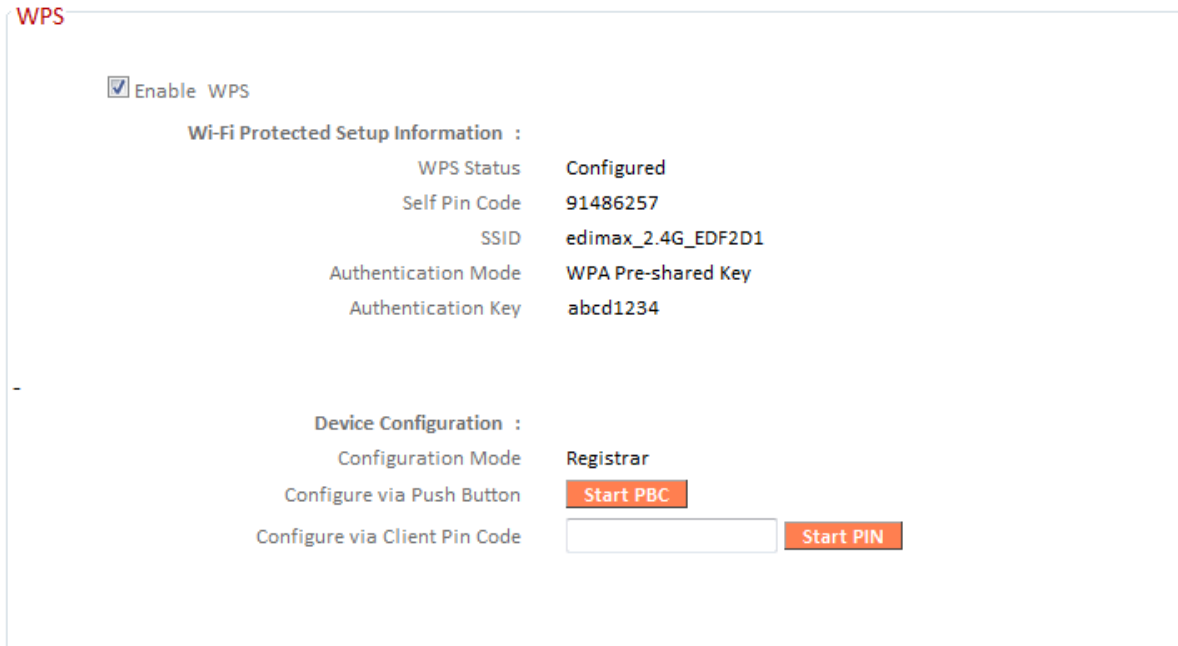 WPS
Enable WPS
Wi-Fi Protected Setup Information :
WPS Status Configured
Self Pin Code 91486257
SSID edimax_2.4G_EDF2D1
Authentication Mode WPA Pre-shared Key
Authentication Key abcd1234
-
Device Configuration :
Configuration Mode Registrar
Configure via Push Button Start PBC
Configure via Client Pin Code Start PIN